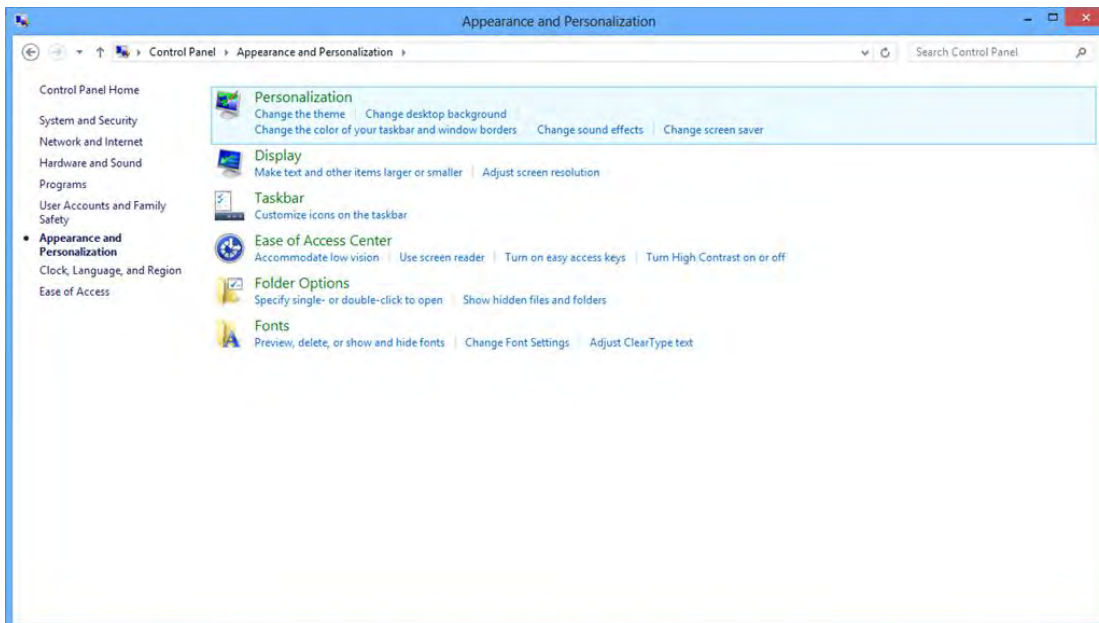 Appearance and Personalization
Control Panel Appearance and Personalization
Search Control Panel
Control Panel Home
System and Security
Network and Internet
Hardware and Sound
Programs
User Accounts and Family
Safety
Appearance and
Personalization
Clock, Language, and Region
Ease of Access
Personalization
Change the theme Change desktop background
Change the color of your taskbar and window borders Change sound effects Change screen saver
Display
Make text and other items larger or smaller Adjust screen resolution
Taskbar
Customize icons on the taskbar
Ease of Access Center
Accommodate low vision Use screen reader Turn on easy access keys Turn High Contrast on or off
Folder Options
Specify single- or double-click to open Show hidden files and folders
Fonts
Preview, delete, or show and hide fonts Change Font Settings Adjust ClearType text